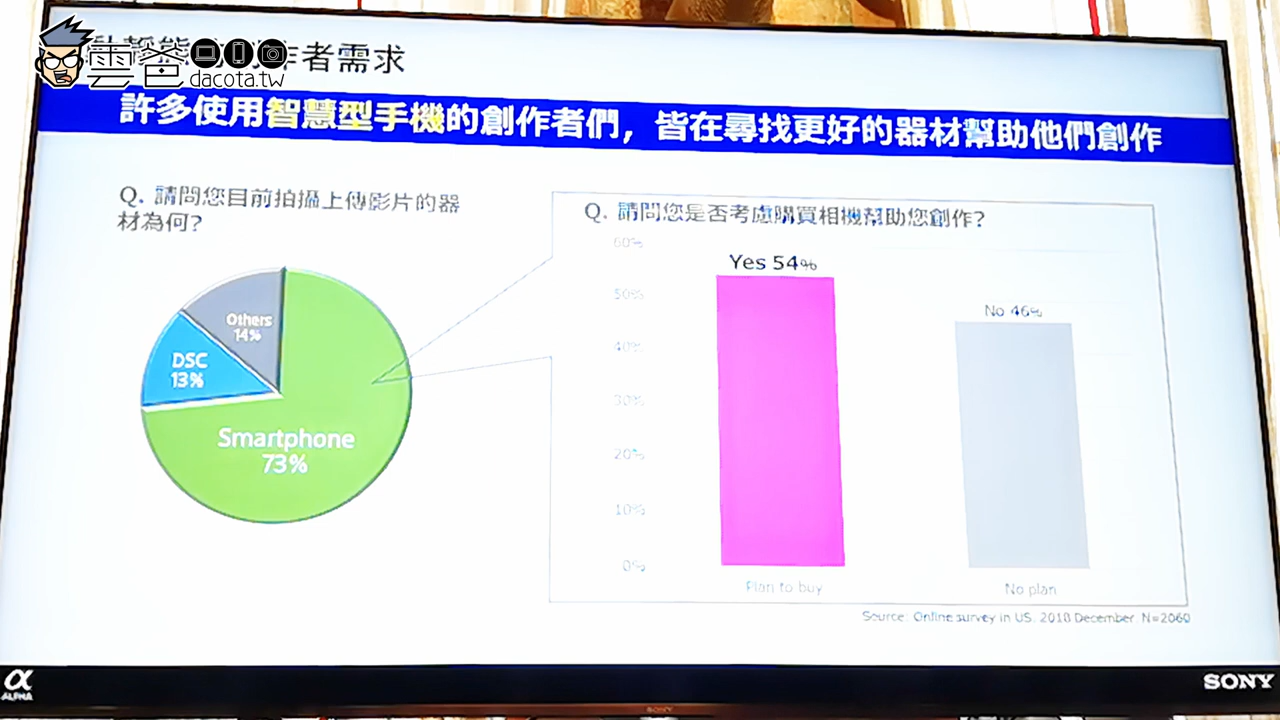 雲爸
dacota.tw
作者需求
許多使用智慧型手機的創作者們，皆在尋找更好的器材幫助他們創作
Q. 請問您目前拍攝上傳影片的器
材為何?
Others
14%
DSC
13%
Smartphone
73%
Q. 請問您是否考慮購買相機幫助您創作?
60%
50%
40%
30%
20%
10%
0%
Yes 54%
No 46%
Plan to buy
No plan
Source: Online survey in US, 2018 December, N=2060
α
ALPHA
SONY
SONY